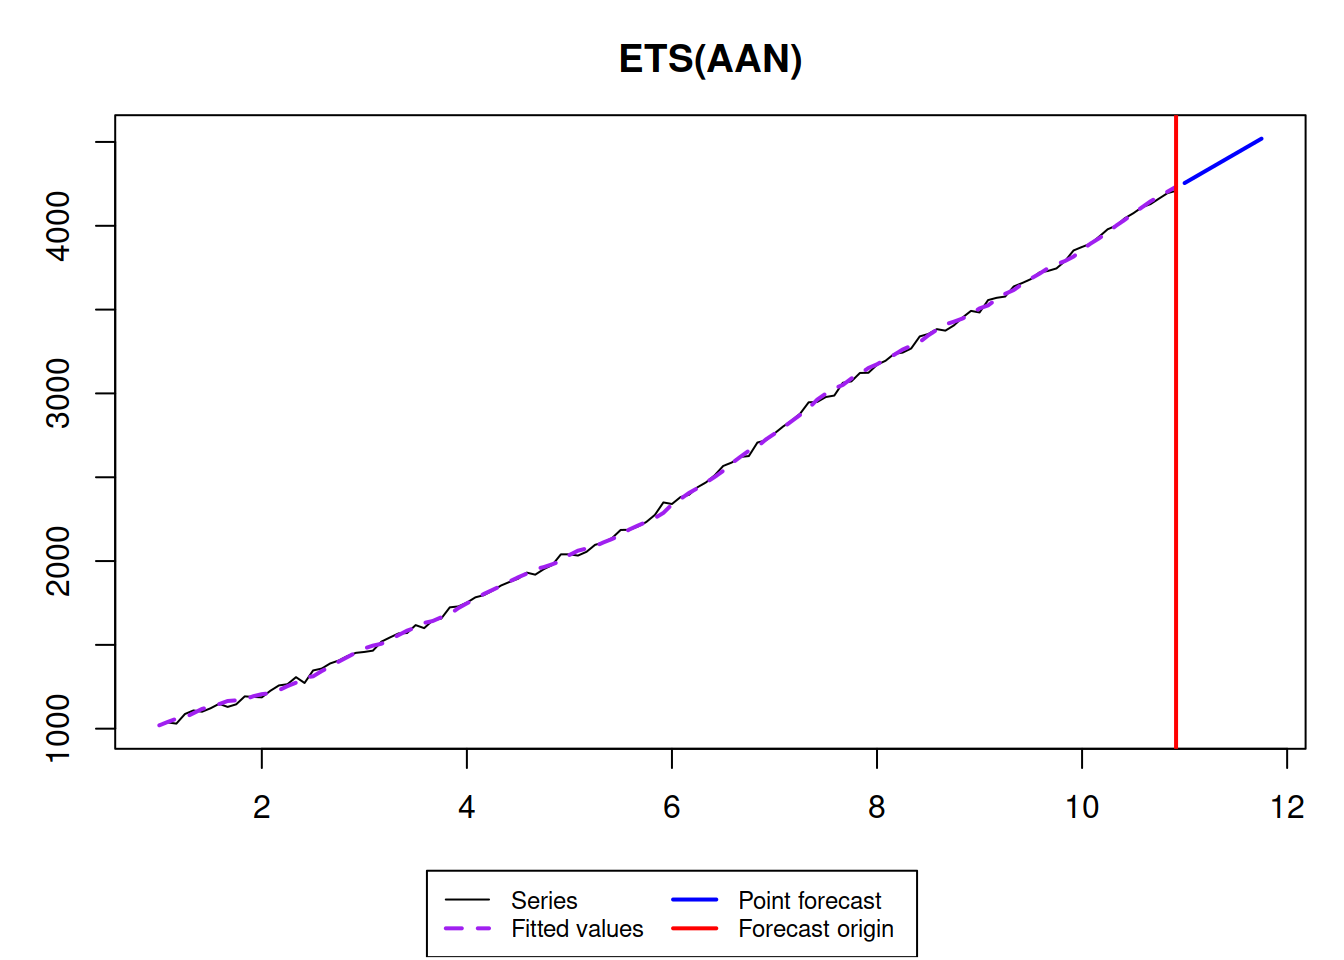 ETS(AAN)
4000
3000
2000
1000
2 4 6 8 10 12
Series Point forecast
Fitted values Forecast origin